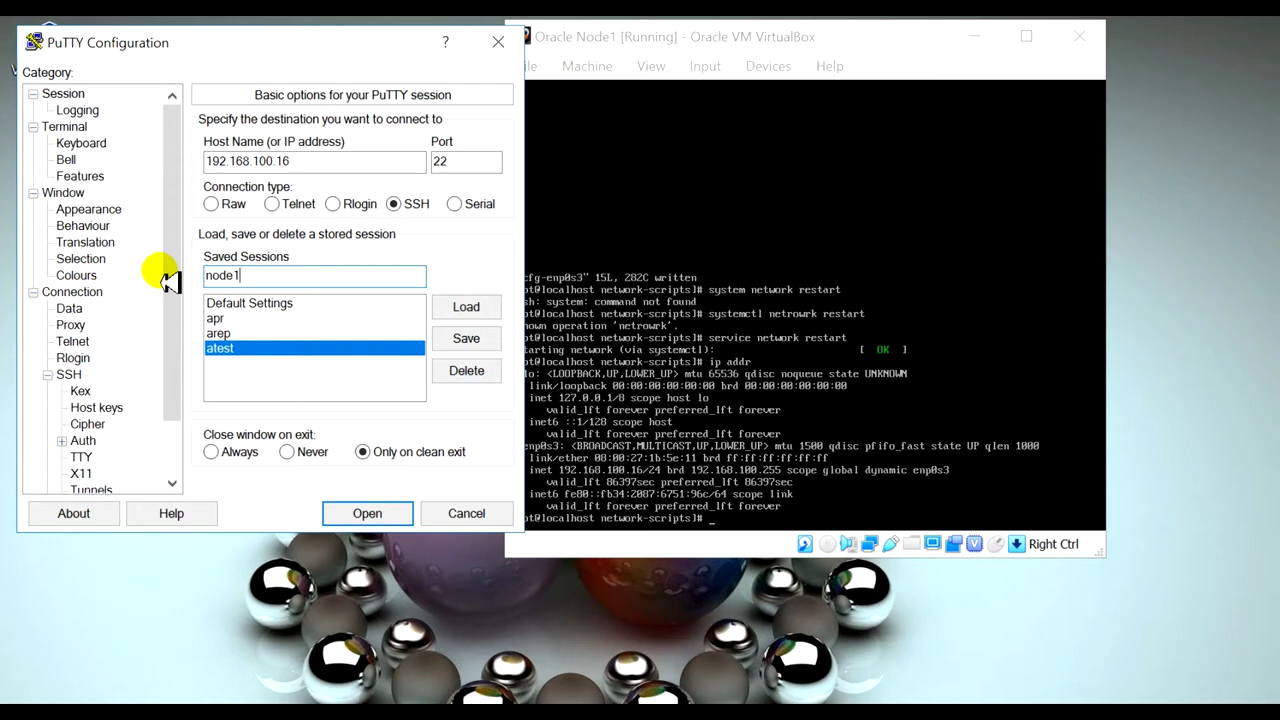 PuTTY Configuration
?
Category:
Session
Logging
Terminal
Keyboard
Bell
Features
Window
Appearance
Behaviour
Translation
Selection
Colours
Connection
Data
Proxy
Telnet
Rlogin
SSH
Kex
Host keys
Cipher
Auth
TTY
X11
Tunnels
About
Help
Basic options for your PuTTY session
Specify the destination you want to connect to
Host Name (or IP address) Port
192.168.100.16 22
Connection type:
Raw Telnet Rlogin SSH Serial
Load, save or delete a stored session
Saved Sessions
node1
Default Settings
apr
arep
atest
Load
Save
Delete
Close window on exit:
Always Never Only on clean exit
Open Cancel
Oracle Node1 [Running] - Oracle VM VirtualBox
ile Machine View Input Devices Help
cfg-enp0s3" 15L, 282C written
ot@localhost network-scripts]# system network restart
sh: system: command not found
ot@localhost network-scripts]# systemctl netrowrk restart
nown operation 'netrowrk'.
ot@localhost network-scripts]# service network restart
tarting network (via systemctl): [ OK ]
ot@localhost network-scripts]# ip addr
lo: <LOOPBACK,UP,LOWER_UP> mtu 65536 qdisc noqueue state UNKNOWN
link/loopback 00:00:00:00:00:00 brd 00:00:00:00:00:00
inet 127.0.0.1/8 scope host lo
valid_lft forever preferred_lft forever
inet6 ::1/128 scope host
valid_lft forever preferred_lft forever
enp0s3: <BROADCAST,MULTICAST,UP,LOWER_UP> mtu 1500 qdisc pfifo_fast state UP qlen 1000
link/ether 08:00:27:1b:5e:11 brd ff:ff:ff:ff:ff:ff
inet 192.168.100.16/24 brd 192.168.100.255 scope global dynamic enp0s3
valid_lft 86397sec preferred_lft 86397sec
inet6 fe80::fb34:2087:6751:96c/64 scope link
valid_lft forever preferred_lft forever
ot@localhost network-scripts]# _
Right Ctrl